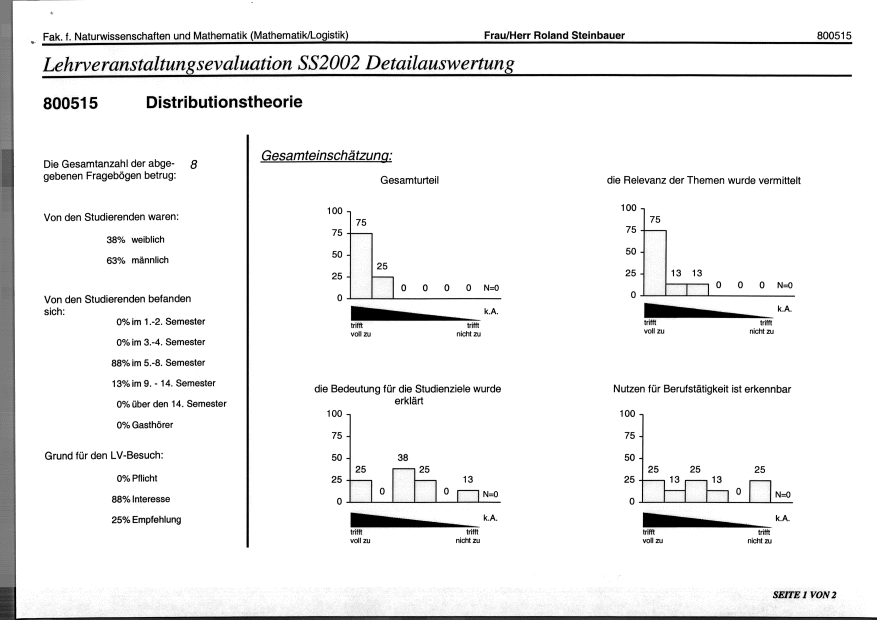 Fak. f. Naturwissenschaften und Mathematik (Mathematik/Logistik) Frau/Herr Roland Steinbauer 800515
Lehrveranstaltungsevaluation SS2002 Detailauswertung
800515 Distributionstheorie
Die Gesamtanzahl der abge- 8
gebenen Fragebögen betrug:
Von den Studierenden waren:
38% weiblich
63% männlich
Von den Studierenden befanden
sich:
0% im 1.-2. Semester
0% im 3.-4. Semester
88% im 5.-8. Semester
13% im 9. - 14. Semester
0% über den 14. Semester
0% Gasthörer
Grund für den LV-Besuch:
0% Pflicht
88% Interesse
25% Empfehlung
Gesamteinschätzung:
Gesamturteil
100
75
50
25
0
75
25
0 0 0 0 N=0
k.A.
trifft trifft
voll zu nicht zu
die Relevanz der Themen wurde vermittelt
100
75
50
25
0
75
13 13
0 0 0 N=0
k.A.
trifft trifft
voll zu nicht zu
die Bedeutung für die Studienziele wurde
erklärt
100
75
50
25
0
25 0 38 25 0 13 N=0
k.A.
trifft trifft
voll zu nicht zu
Nutzen für Berufstätigkeit ist erkennbar
100
75
50
25
0
25 13 25 13 0 25 N=0
k.A.
trifft trifft
voll zu nicht zu
SEITE 1 VON 2